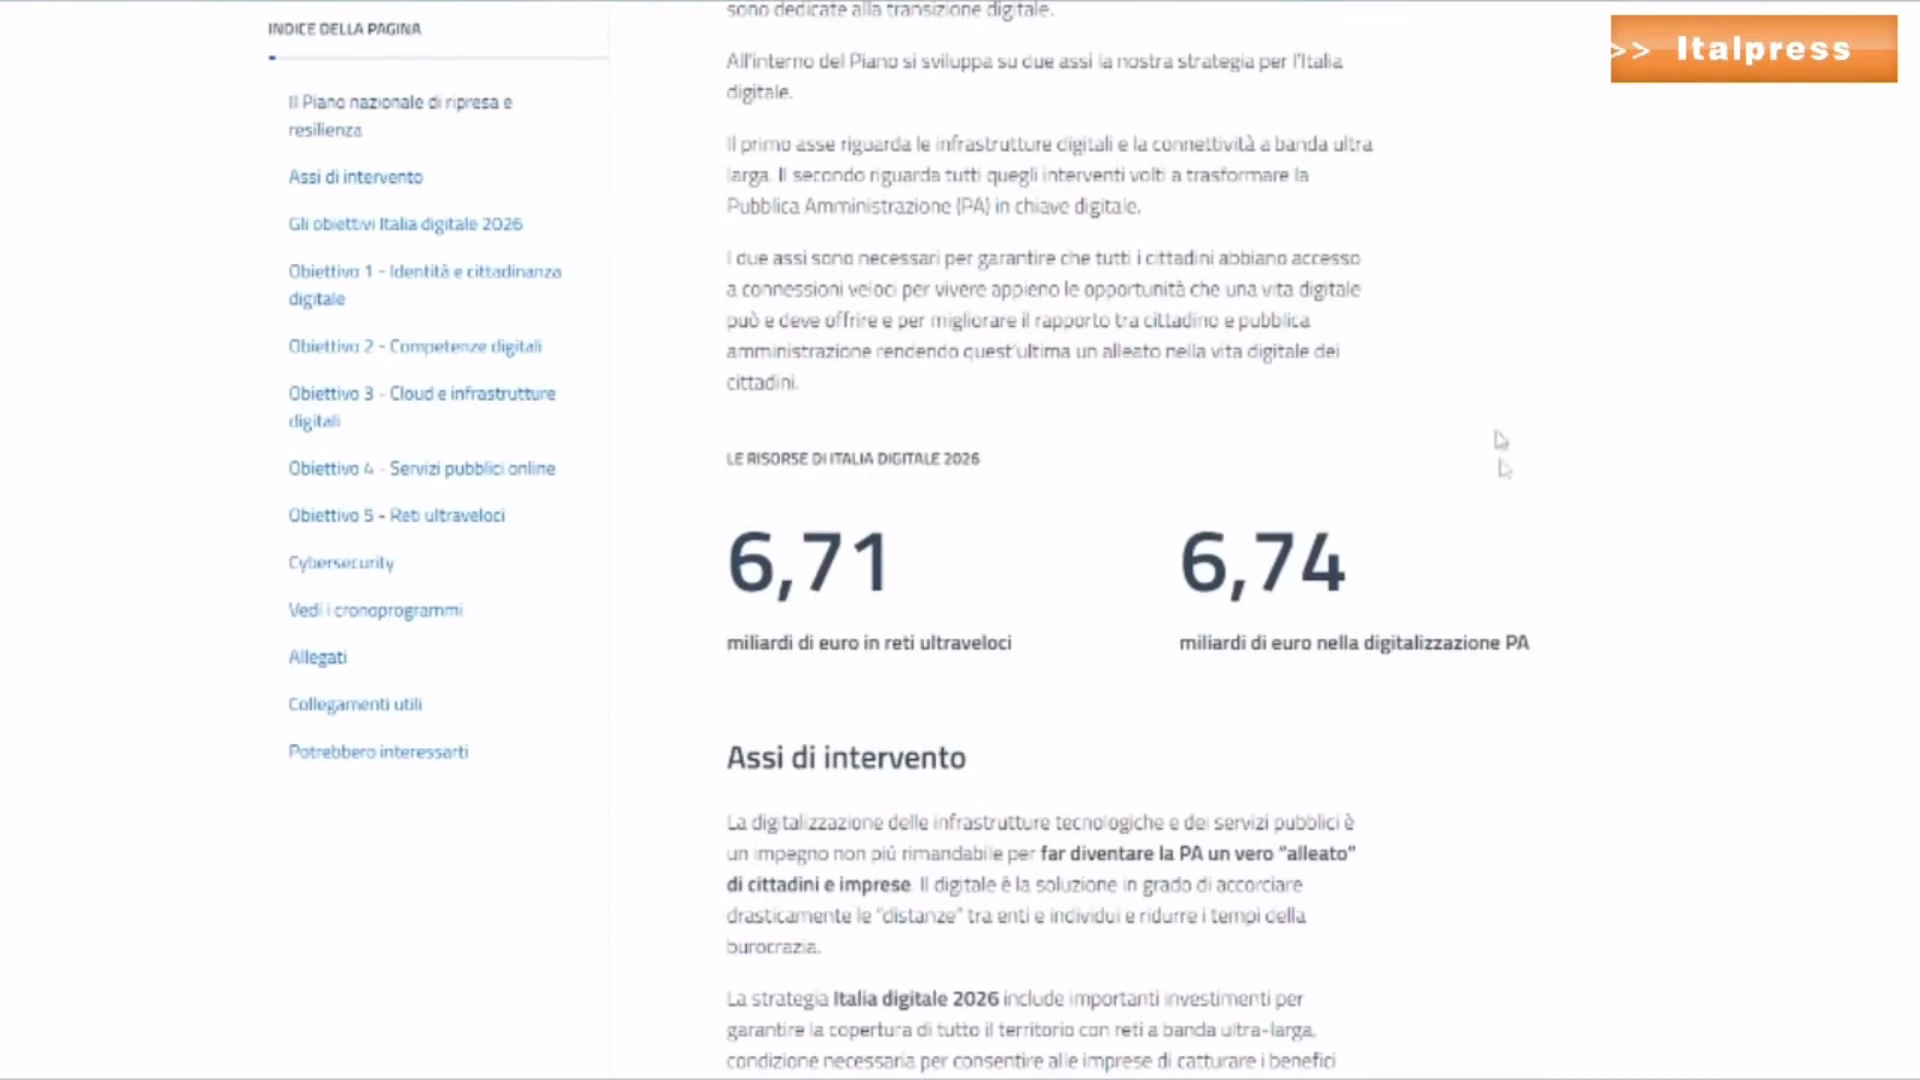 INDICE DELLA PAGINA
Il Piano nazionale di ripresa e
resilienza
Assi di intervento
Gli obiettivi Italia digitale 2026
Obiettivo 1 - Identità e cittadinanza
digitale
Obiettivo 2 - Competenze digitali
Obiettivo 3 - Cloud e infrastrutture
digitali
Obiettivo 4 - Servizi pubblici online
Obiettivo 5 - Reti ultraveloci
Cybersecurity
Vedi i cronoprogrammi
Allegati
Collegamenti utili
Potrebbero interessarti
sono dedicate alla transizione digitale.
All'interno del Piano si sviluppa su due assi la nostra strategia per l'Italia
digitale.
Il primo asse riguarda le infrastrutture digitali e la connettività a banda ultra
larga. Il secondo riguarda tutti quegli interventi volti a trasformare la
Pubblica Amministrazione (PA) in chiave digitale.
I due assi sono necessari per garantire che tutti i cittadini abbiano accesso
a connessioni veloci per vivere appieno le opportunità che una vita digitale
può e deve offrire e per migliorare il rapporto tra cittadino e pubblica
amministrazione rendendo quest'ultima un alleato nella vita digitale dei
cittadini.
LE RISORSE DI ITALIA DIGITALE 2026
6,71
miliardi di euro in reti ultraveloci
6,74
miliardi di euro nella digitalizzazione PA
Assi di intervento
La digitalizzazione delle infrastrutture tecnologiche e dei servizi pubblici è
un impegno non più rimandabile per far diventare la PA un vero "alleato"
di cittadini e imprese. Il digitale è la soluzione in grado di accorciare
drasticamente le "distanze" tra enti e individui e ridurre i tempi della
burocrazia.
La strategia Italia digitale 2026 include importanti investimenti per
garantire la copertura di tutto il territorio con reti a banda ultra-larga,
condizione necessaria per consentire alle imprese di catturare i benefici
>> Italpress